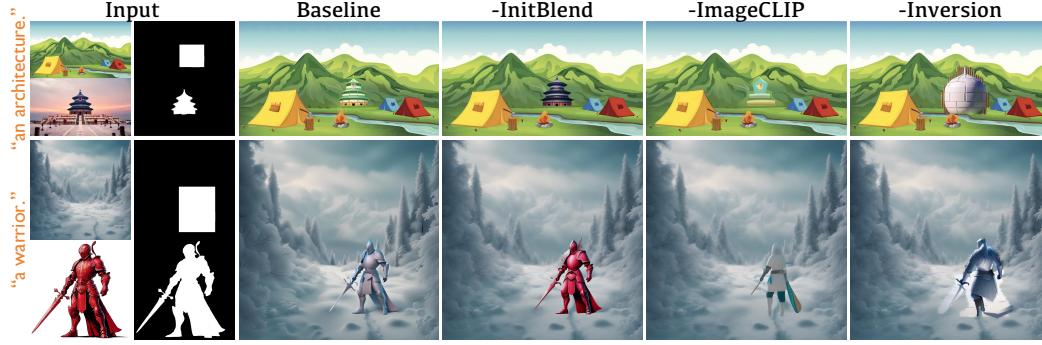 Input
Baseline
-InitBlend
-ImageCLIP
-Inversion
“an architecture.”
“a warrior.”